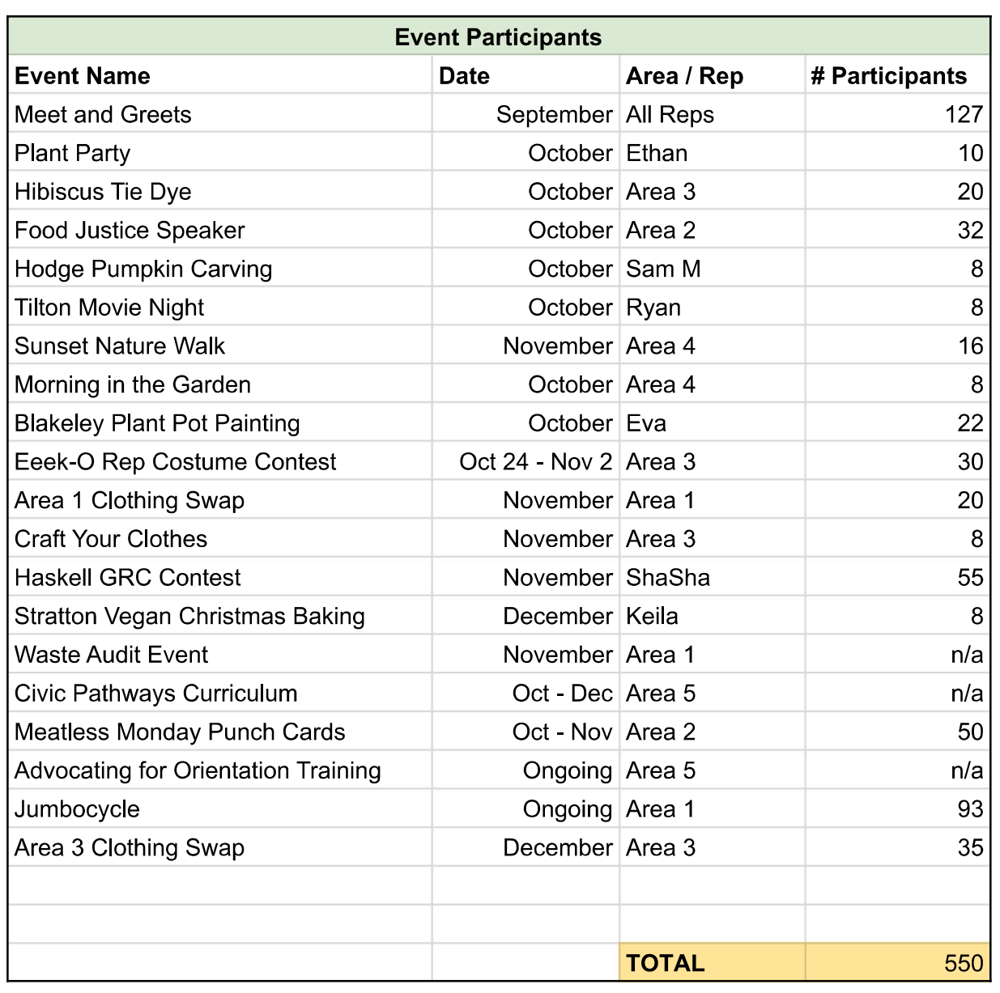 Event Participants
Event Name Date Area / Rep # Participants
Meet and Greets September All Reps 127
Plant Party October Ethan 10
Hibiscus Tie Dye October Area 3 20
Food Justice Speaker October Area 2 32
Hodge Pumpkin Carving October Sam M 8
Tilton Movie Night October Ryan 8
Sunset Nature Walk November Area 4 16
Morning in the Garden October Area 4 8
Blakeley Plant Pot Painting October Eva 22
Eeek-O Rep Costume Contest Oct 24 - Nov 2 Area 3 30
Area 1 Clothing Swap November Area 1 20
Craft Your Clothes November Area 3 8
Haskell GRC Contest November ShaSha 55
Stratton Vegan Christmas Baking December Keila 8
Waste Audit Event November Area 1 n/a
Civic Pathways Curriculum Oct - Dec Area 5 n/a
Meatless Monday Punch Cards Oct - Nov Area 2 50
Advocating for Orientation Training Ongoing Area 5 n/a
Jumbocycle Ongoing Area 1 93
Area 3 Clothing Swap December Area 3 35
TOTAL 550